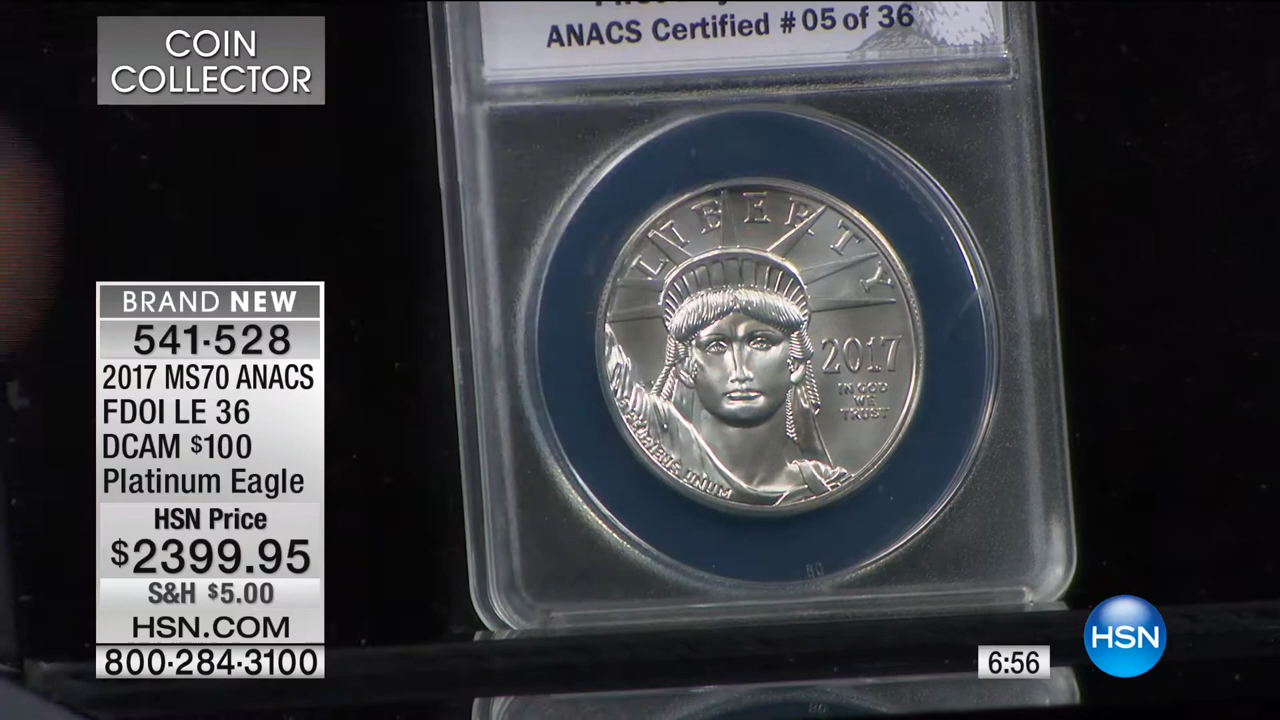 COIN
COLLECTOR
ANACS Certified #05 of 36
LIBERTY
2017
IN GOD
WE
TRUST
UNUM
BRAND NEW
541·528
2017 MS70 ANACS
FDOI LE 36
DCAM $100
Platinum Eagle
HSN Price
$2399.95
S&H $5.00
HSN.COM
800·284·3100
6:56
HSN